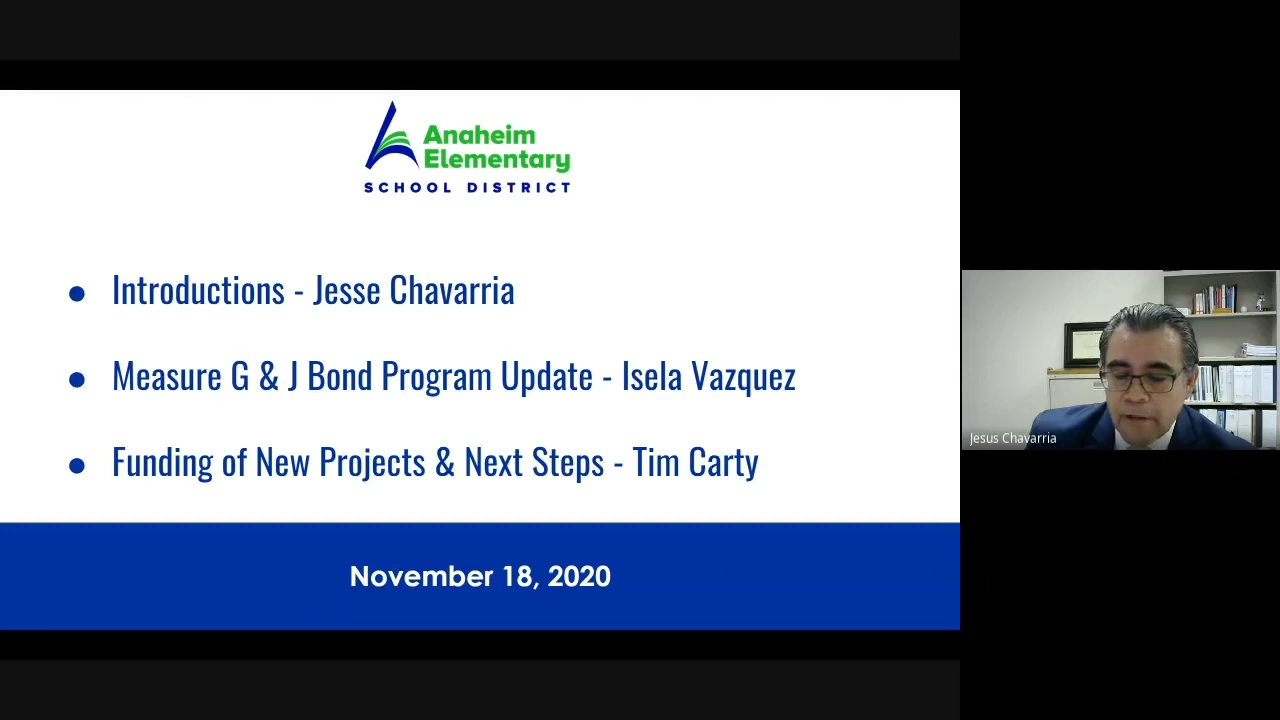 Anaheim
Elementary
SCHOOL DISTRICT
● Introductions - Jesse Chavarria
● Measure G & J Bond Program Update - Isela Vazquez
● Funding of New Projects & Next Steps - Tim Carty
November 18, 2020
Jesus Chavarria